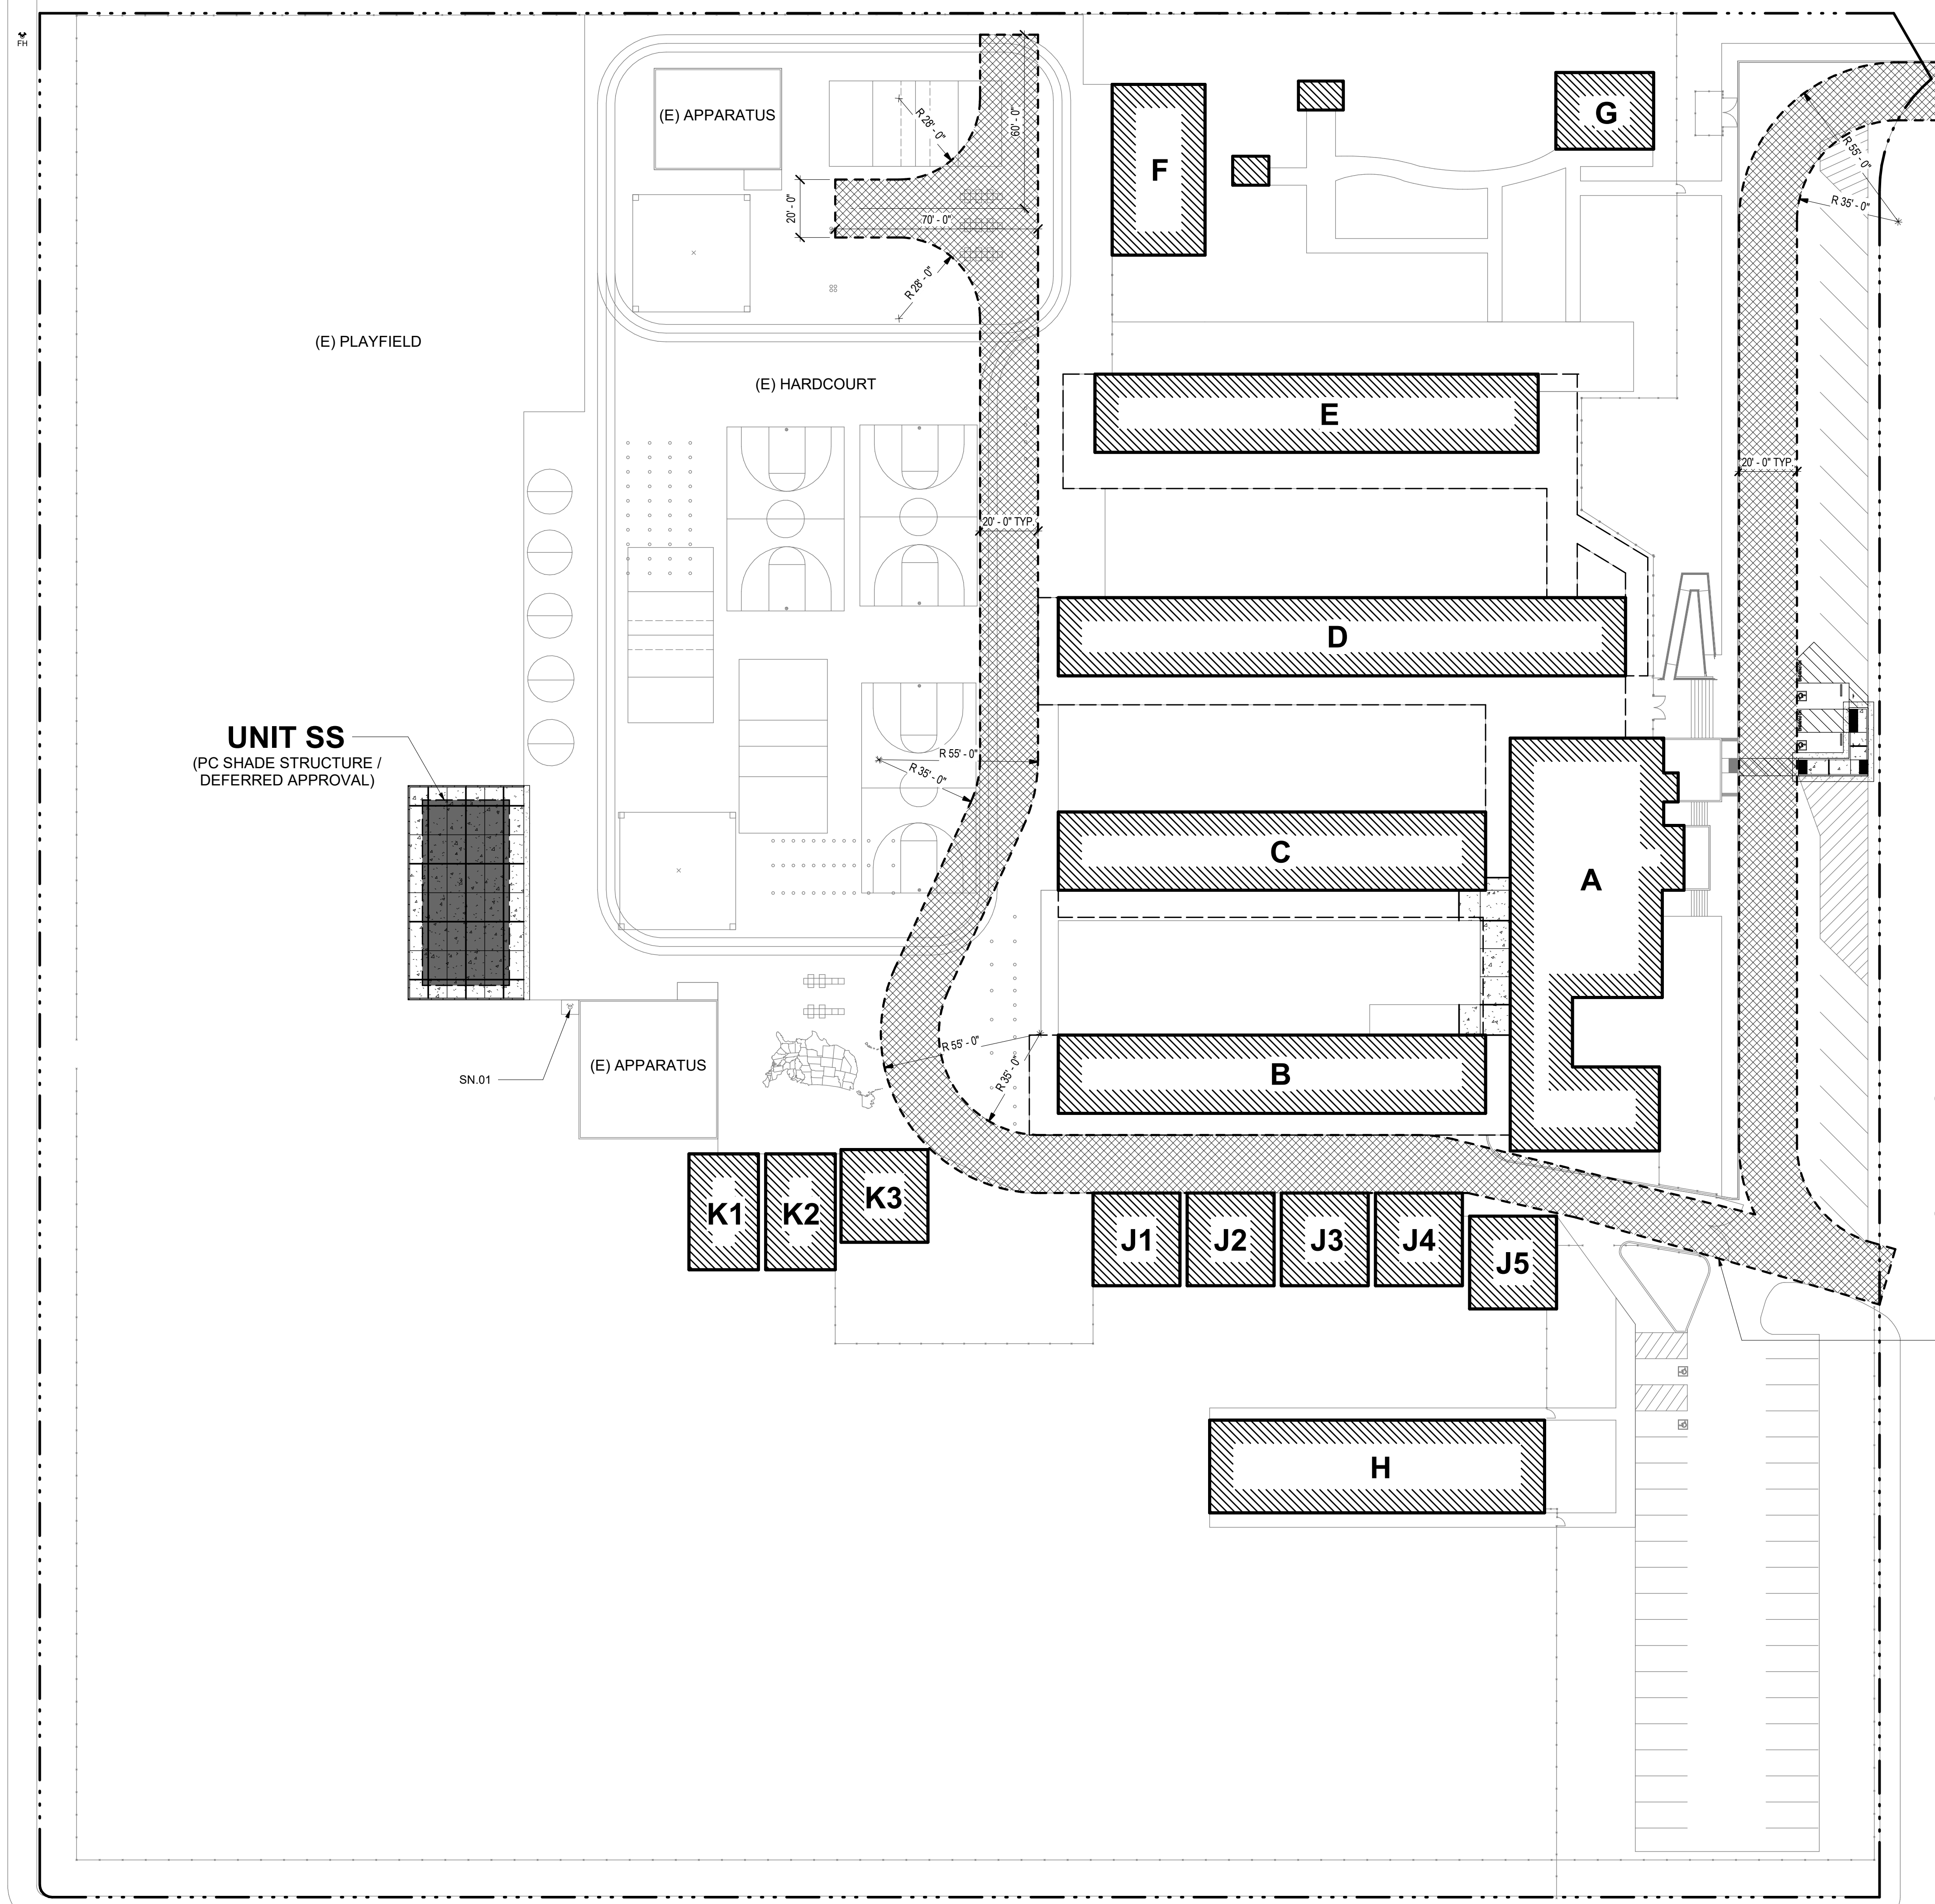 FH
(E) APPARATUS
R 28' - 0"
60' - 0"
F
G
R 55' - 0"
20' - 0"
70' - 0"
R 35' - 0"
R 28' - 0"
(E) PLAYFIELD
(E) HARDCOURT
E
20' - 0" TYP.
20' - 0" TYP.
D
UNIT SS
(PC SHADE STRUCTURE /
DEFERRED APPROVAL)
R 55' - 0"
R 35' - 0"
C
A
R 55' - 0"
R 35' - 0"
(E) APPARATUS
SN.01
B
K1
K2
K3
J1
J2
J3
J4
J5
H